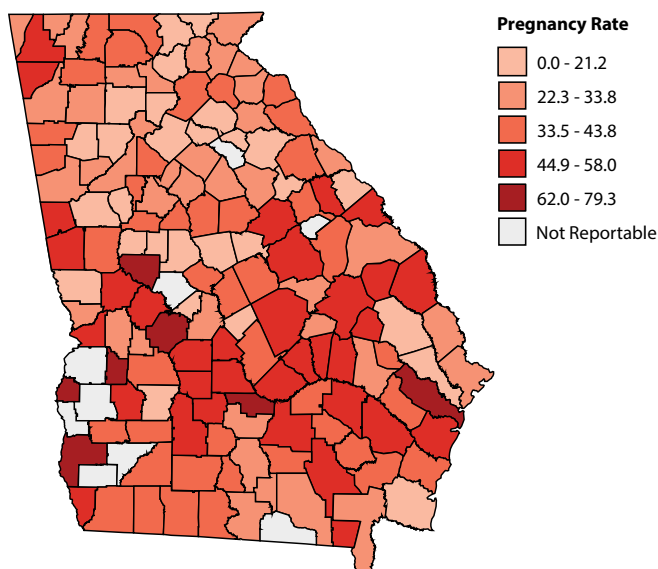 Pregnancy Rate
0.0 - 21.2
22.3 - 33.8
33.5 - 43.8
44.9 - 58.0
62.0 - 79.3
Not Reportable